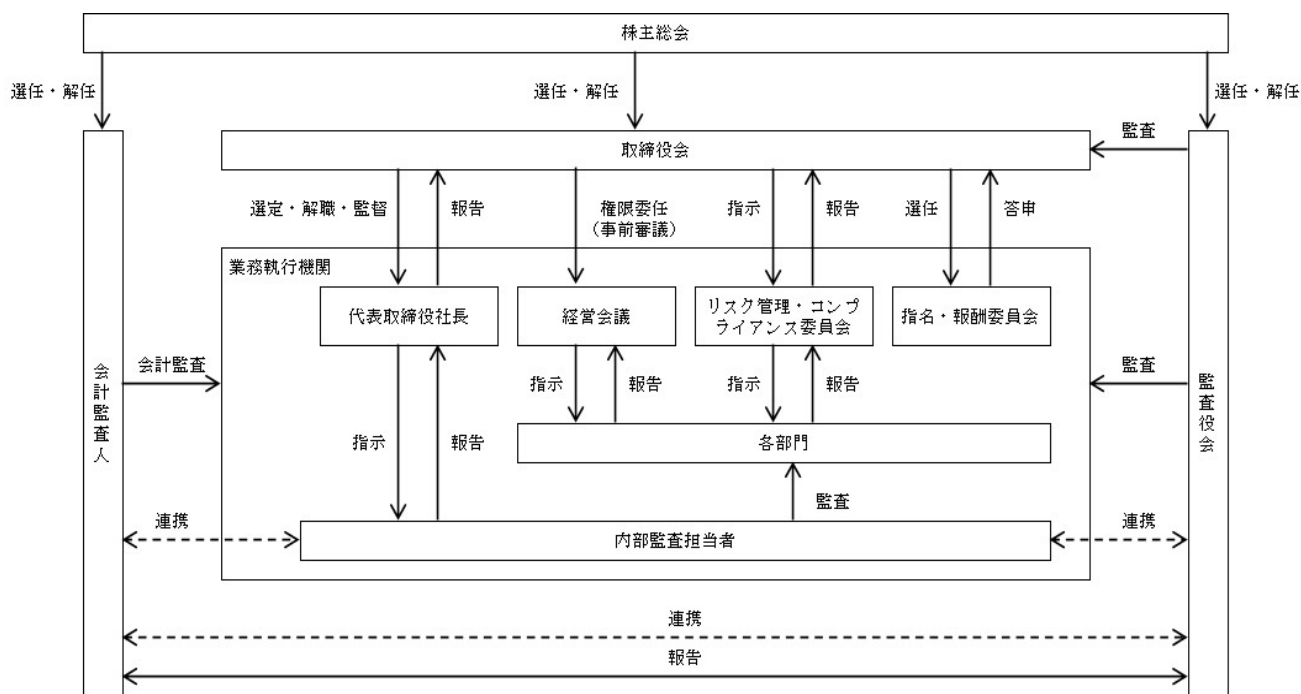 株主総会
選任・解任
選任・解任
選任・解任
取締役会
監査
選定・解職・監督
報告
権限委任
(事前審議)
指示
報告
選任
答申
業務執行機関
代表取締役社長
経営会議
リスク管理・コンプ
ライアンス委員会
指名・報酬委員会
会計監査人
会計監査
監査
監査役会
指示
報告
指示
報告
各部門
指示
報告
監査
連携
内部監査担当者
連携
連携
報告